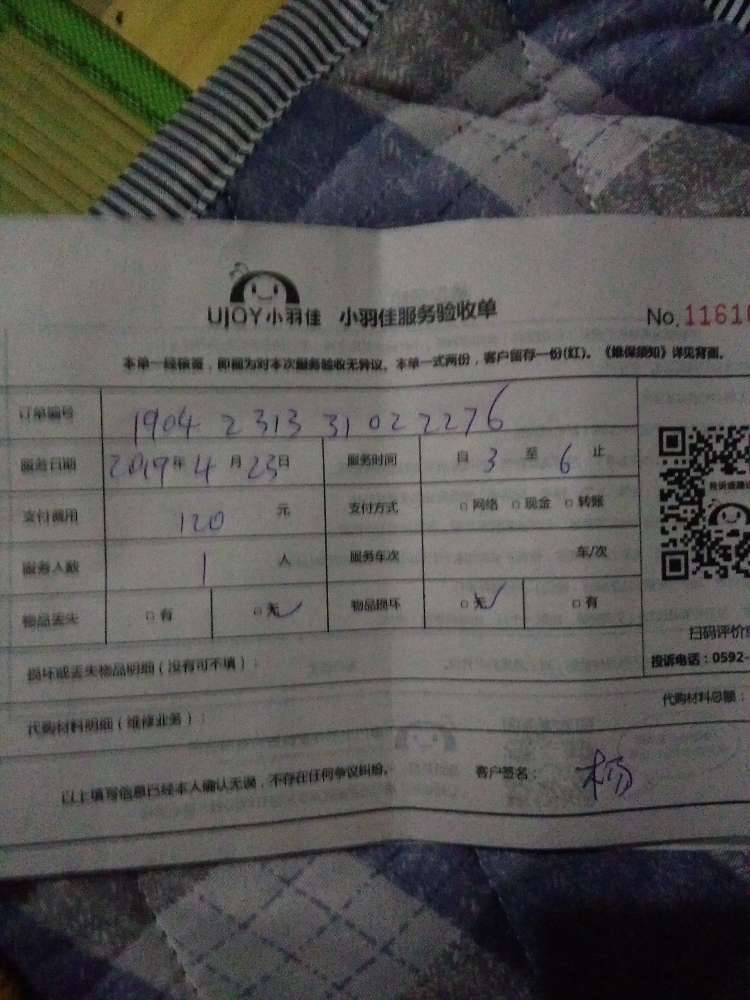 UJOY小羽佳 小羽佳服务验收单 No.11610
本单一经签署，即视为对本次服务验收无异议。本单一式两份，客户留存一份(红)。《维保须知》详见背面。
订单编号 1904 2313 3102 2276
服务日期 2019年4月23日 服务时间 自3至6止
支付费用 120元 支付方式 □网络 □现金 □转账
服务人数 1人 服务车次 车/次
物品丢失 □有 □无✓ 物品损坏 □无✓ □有
扫码评价
损坏或丢失物品明细（没有可不填）：
投诉电话：0592-
代购材料明细（维修业务）：
代购材料总额：
以上填写信息已经本人确认无误，不存在任何争议纠纷。 客户签名：杨